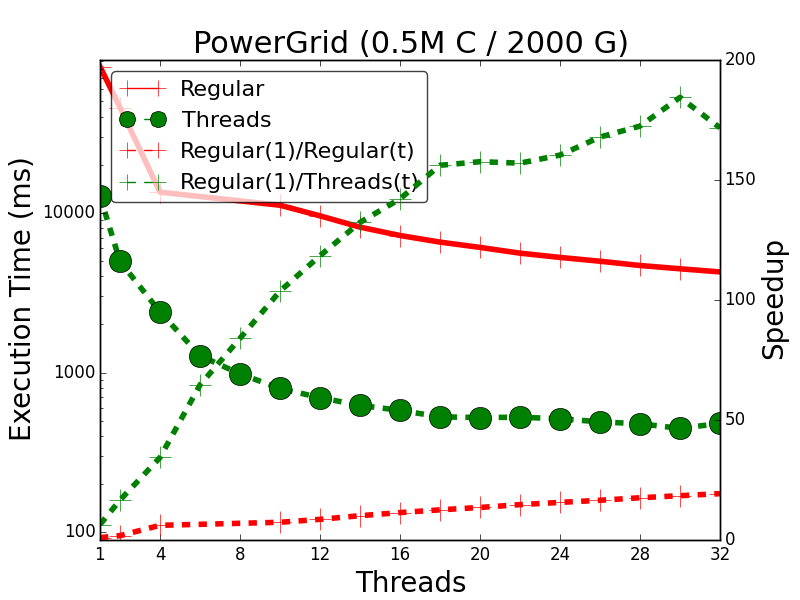 PowerGrid (0.5M C / 2000 G)
Regular
Threads
Regular(1)/Regular(t)
Regular(1)/Threads(t)
Execution Time (ms)
10000
1000
100
Speedup
200
150
100
50
0
1 4 8 12 16 20 24 28 32
Threads